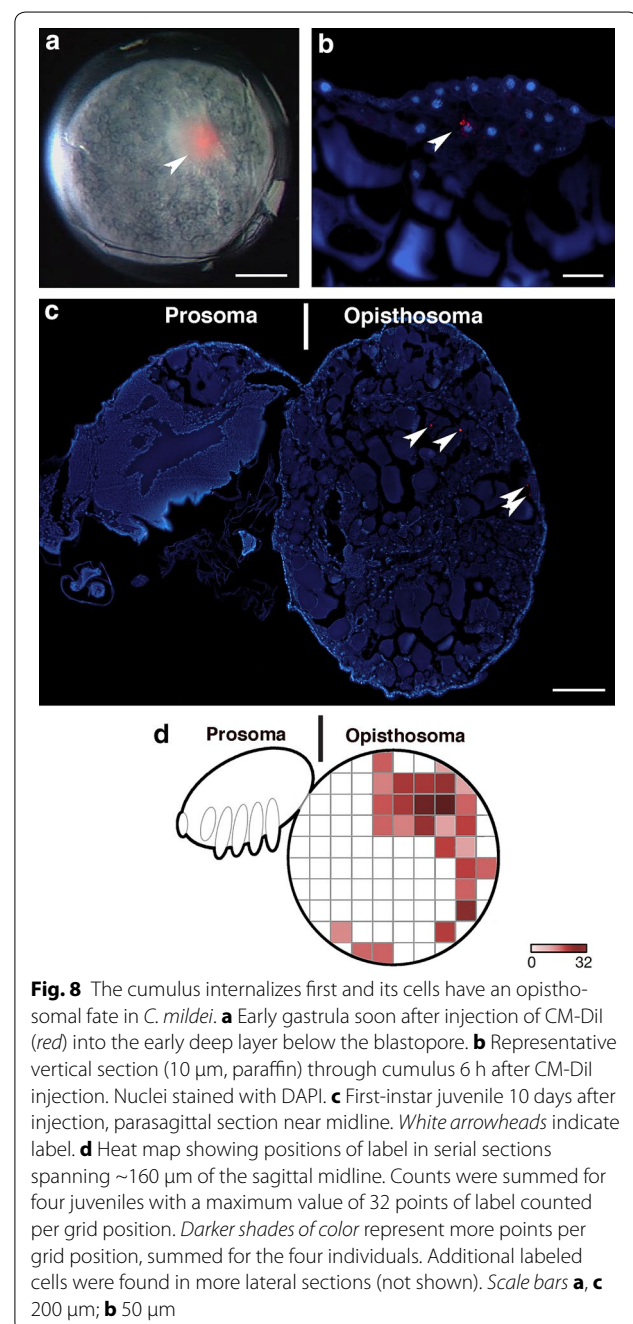 a
b
c
Prosoma
Opisthosoma
d
Prosoma
Opisthosoma
0
32
Fig. 8 The cumulus internalizes first and its cells have an opistho-
somal fate in C. mildei. a Early gastrula soon after injection of CM-DiI
(red) into the early deep layer below the blastopore. b Representative
vertical section (10 µm, paraffin) through cumulus 6 h after CM-DiI
injection. Nuclei stained with DAPI. c First-instar juvenile 10 days after
injection, parasagittal section near midline. White arrowheads indicate
label. d Heat map showing positions of label in serial sections
spanning ~160 µm of the sagittal midline. Counts were summed for
four juveniles with a maximum value of 32 points of label counted
per grid position. Darker shades of color represent more points per
grid position, summed for the four individuals. Additional labeled
cells were found in more lateral sections (not shown). Scale bars a, c
200 µm; b 50 µm